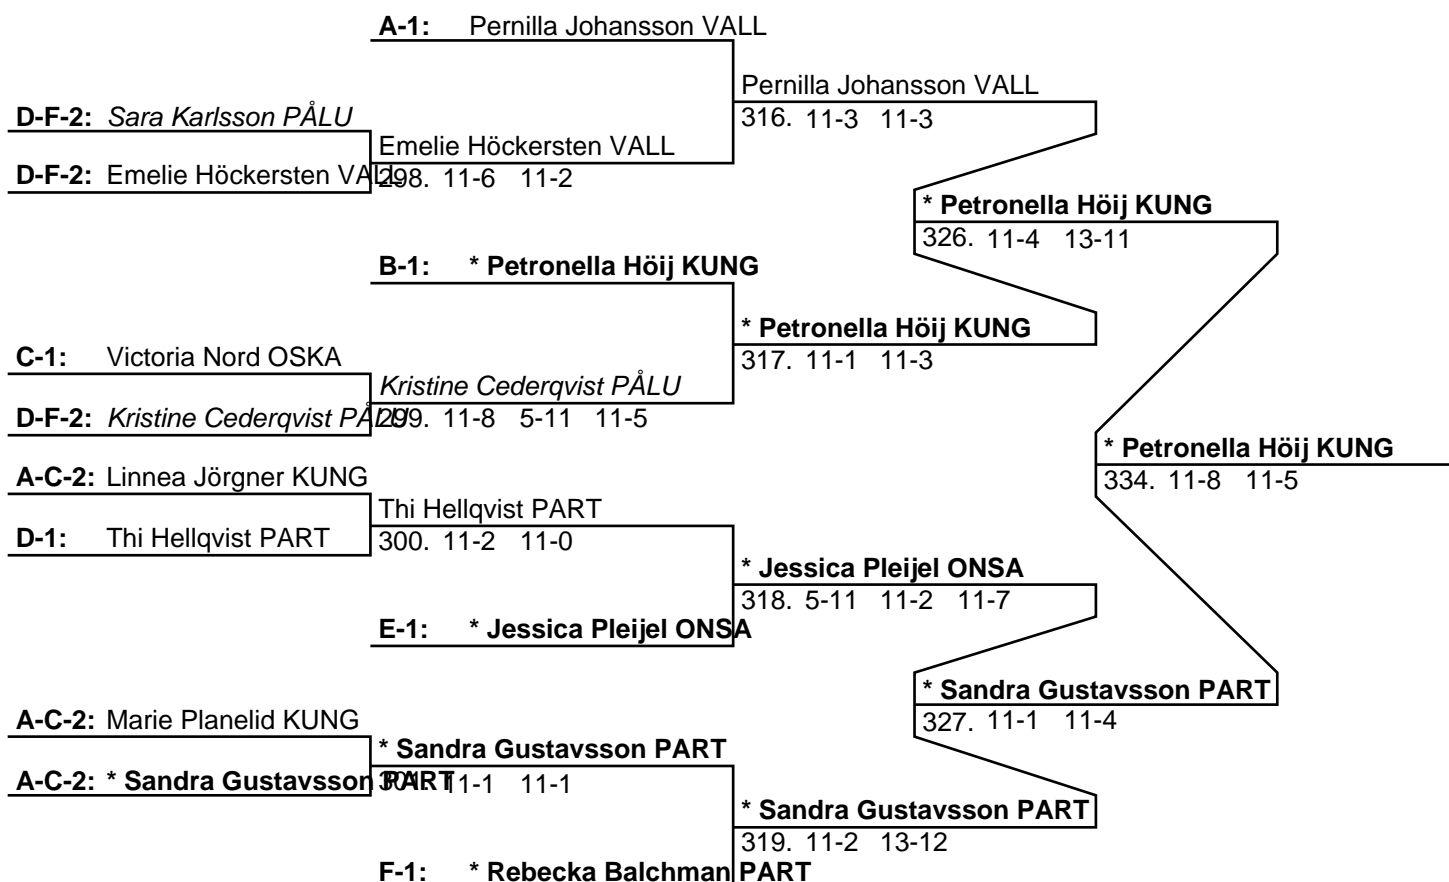 A-1: Pernilla Johansson VALL
Pernilla Johansson VALL
316. 11-3 11-3
D-F-2: Sara Karlsson PÅLU
Emelie Höckersten VALL
D-F-2: Emelie Höckersten VALL
298. 11-6 11-2
* Petronella Höij KUNG
326. 11-4 13-11
B-1: * Petronella Höij KUNG
* Petronella Höij KUNG
317. 11-1 11-3
C-1: Victoria Nord OSKA
Kristine Cederqvist PÅLU
D-F-2: Kristine Cederqvist PÅLU
299. 11-8 5-11 11-5
* Petronella Höij KUNG
334. 11-8 11-5
A-C-2: Linnea Jörgner KUNG
Thi Hellqvist PART
D-1: Thi Hellqvist PART
300. 11-2 11-0
* Jessica Pleijel ONSA
318. 5-11 11-2 11-7
E-1: * Jessica Pleijel ONSA
* Sandra Gustavsson PART
327. 11-1 11-4
A-C-2: Marie Planelid KUNG
* Sandra Gustavsson PART
A-C-2: * Sandra Gustavsson PART
301. 11-1 11-1
* Sandra Gustavsson PART
319. 11-2 13-12
F-1: * Rebecka Balchman PART